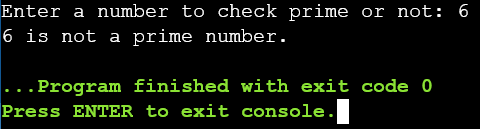 Enter a number to check prime or not: 6
6 is not a prime number.
...Program finished with exit code 0
Press ENTER to exit console.